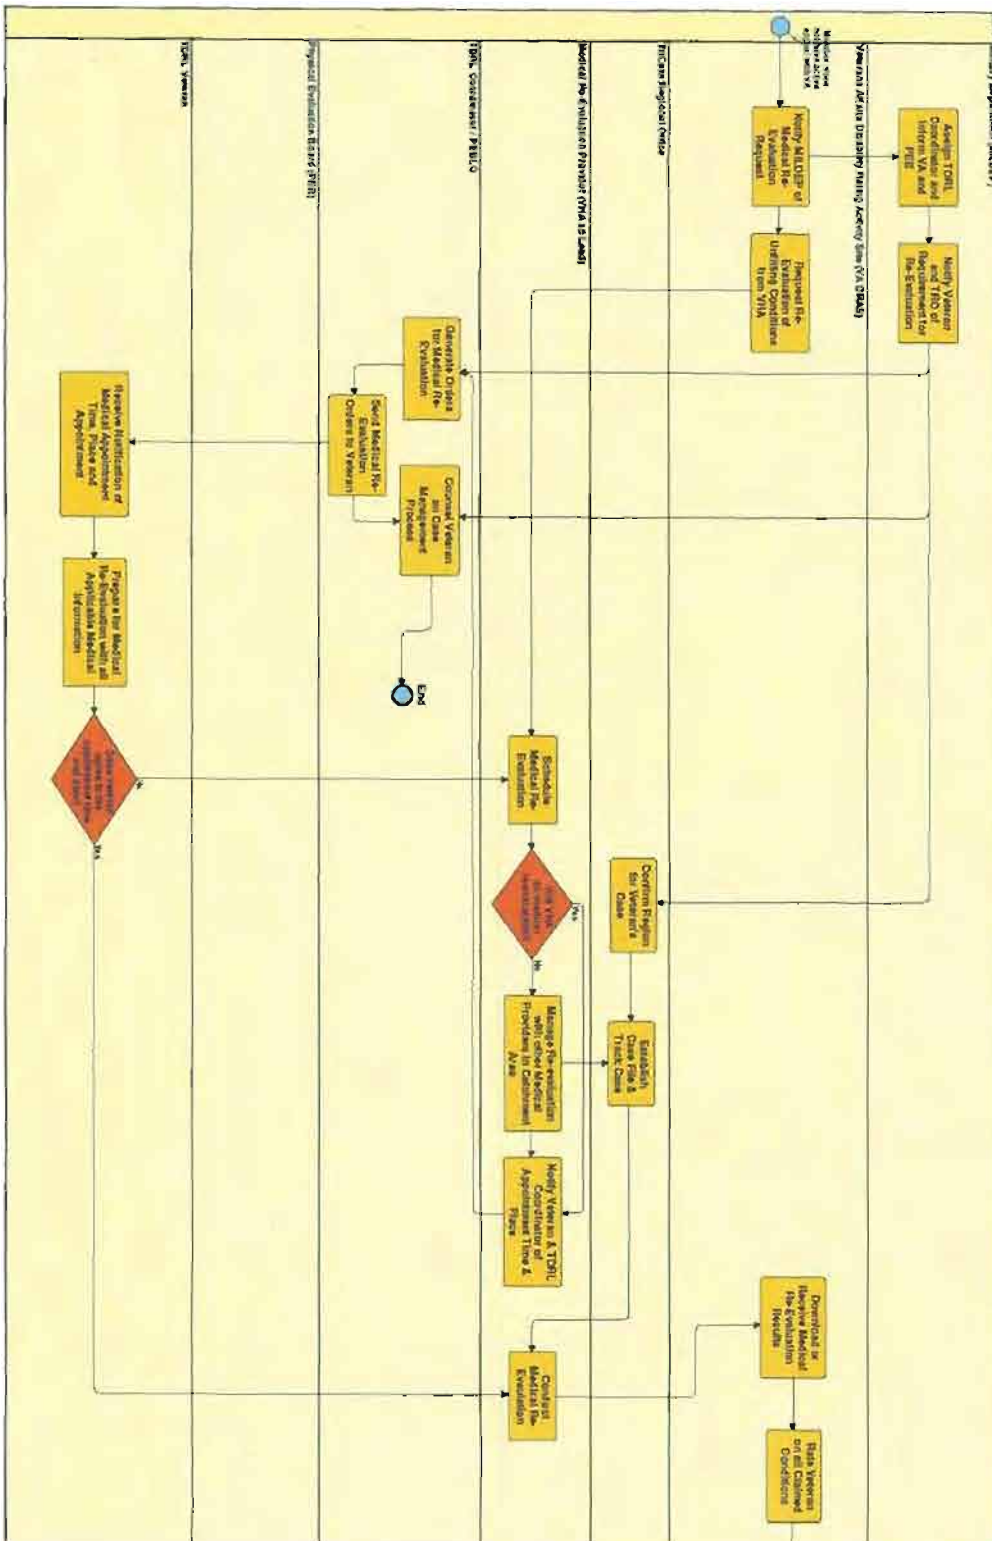 Veterans Affairs Disability Rating Activity Site (VA DRAS)
TriCare Regional Office
Medical Re-Evaluation Provider (VHA is Lead)
TDRL Coordinator / PEBLO
Physical Evaluation Board (PEB)
TDRL Veteran
Assign TDRL
Coordinator and
Inform VA and
PEB
Notify Veteran
and TRO of
Requirement for
Re-Evaluation
Notify MILDEP of
Medical Re-
Evaluation
Request
Request Re-
Evaluation of
Unfitting Conditions
from VHA
Download or
Receive Medical
Re-Evaluation
Results
Rate Veteran
on all Claimed
Conditions
Confirm Region
for Veteran's
Case
Establish
Case File &
Track Case
Schedule
Medical Re-
Evaluation
Yes
No
Manage Re-evaluation
with other Medical
Providers in Catchment
Area
Notify Veteran & TDRL
Coordinator of
Appointment Time &
Place
Conduct
Medical Re-
Evaluation
Generate Orders
for Medical Re-
Evaluation
Counsel Veteran
on Case
Management
Process
End
Send Medical Re-
Evaluation
Orders to Veteran
Receive Notification of
Medical Appointment
Time, Place and
Appointment
Prepare for Medical
Re-Evaluation with all
Applicable Medical
Information
Yes